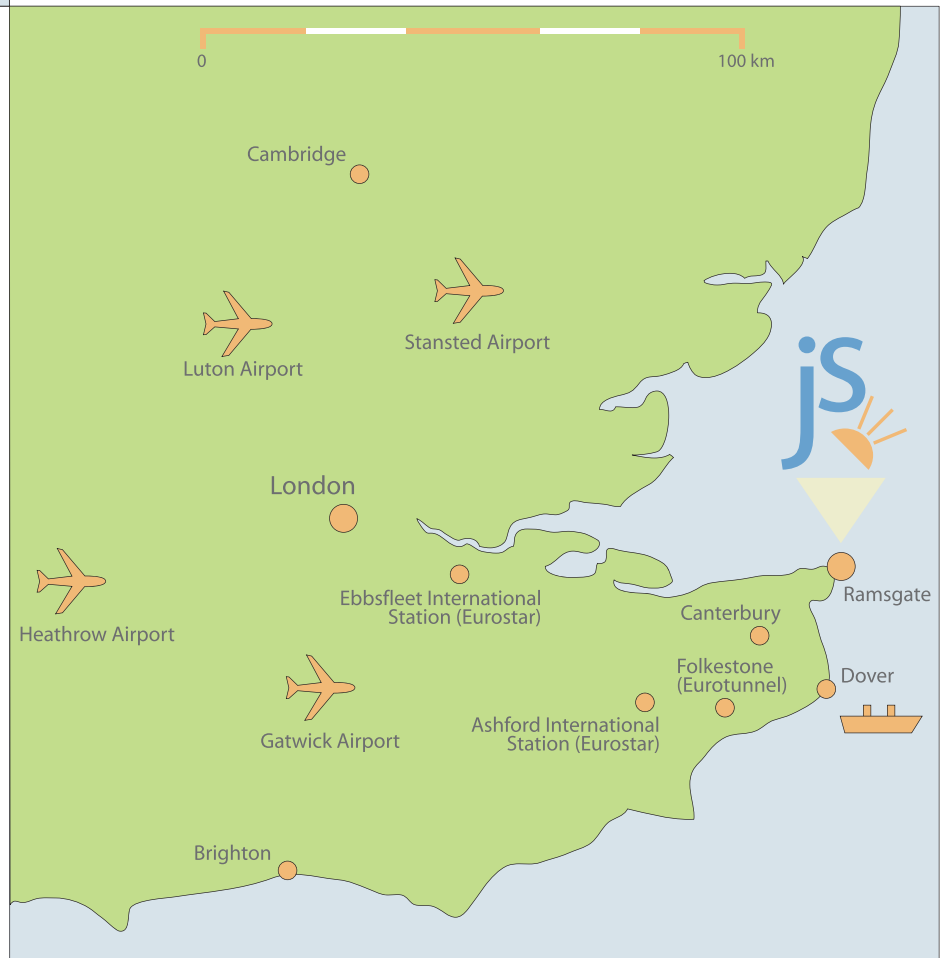 0
100 km
Cambridge
Stansted Airport
Luton Airport
js
London
Ebbsfleet International
Station (Eurostar)
Ramsgate
Heathrow Airport
Canterbury
Folkestone
(Eurotunnel)
Dover
Ashford International
Station (Eurostar)
Gatwick Airport
Brighton